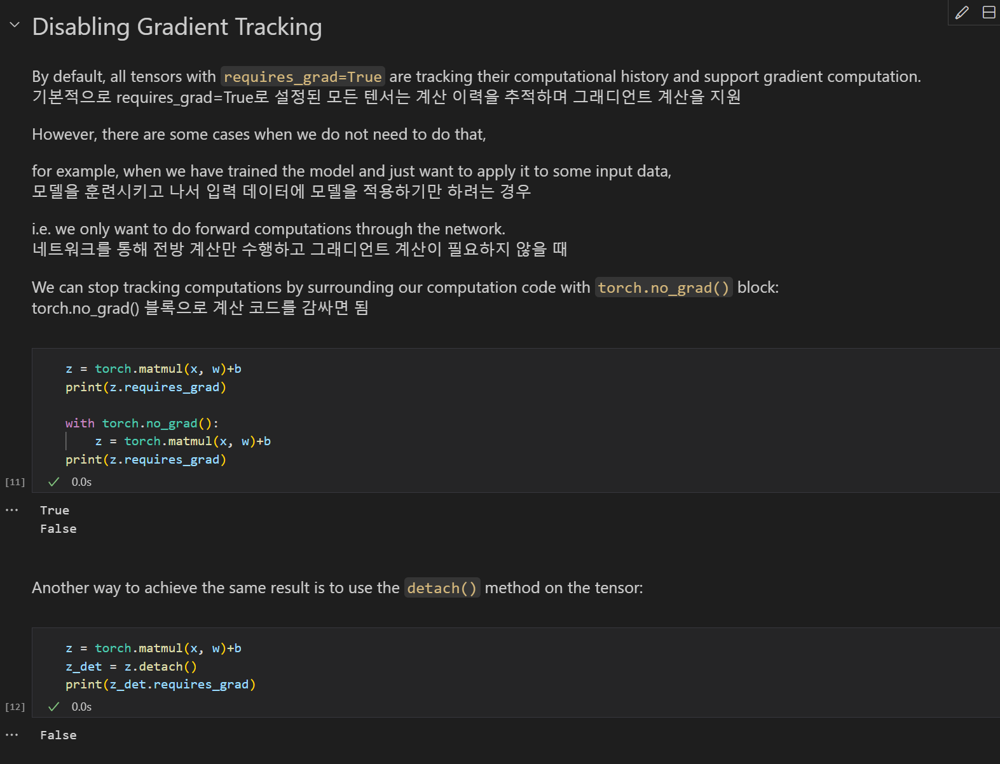 Disabling Gradient Tracking
By default, all tensors with requires_grad=True are tracking their computational history and support gradient computation.
기본적으로 requires_grad=True로 설정된 모든 텐서는 계산 이력을 추적하며 그래디언트 계산을 지원
However, there are some cases when we do not need to do that,
for example, when we have trained the model and just want to apply it to some input data,
모델을 훈련시키고 나서 입력 데이터에 모델을 적용하기만 하려는 경우
i.e. we only want to do forward computations through the network.
네트워크를 통해 전방 계산만 수행하고 그래디언트 계산이 필요하지 않을 때
We can stop tracking computations by surrounding our computation code with torch.no_grad() block:
torch.no_grad() 블록으로 계산 코드를 감싸면 됨
z = torch.matmul(x, w)+b
print(z.requires_grad)
with torch.no_grad():
    z = torch.matmul(x, w)+b
print(z.requires_grad)
[11] ✓ 0.0s
... True
False
Another way to achieve the same result is to use the detach() method on the tensor:
z = torch.matmul(x, w)+b
z_det = z.detach()
print(z_det.requires_grad)
[12] ✓ 0.0s
... False